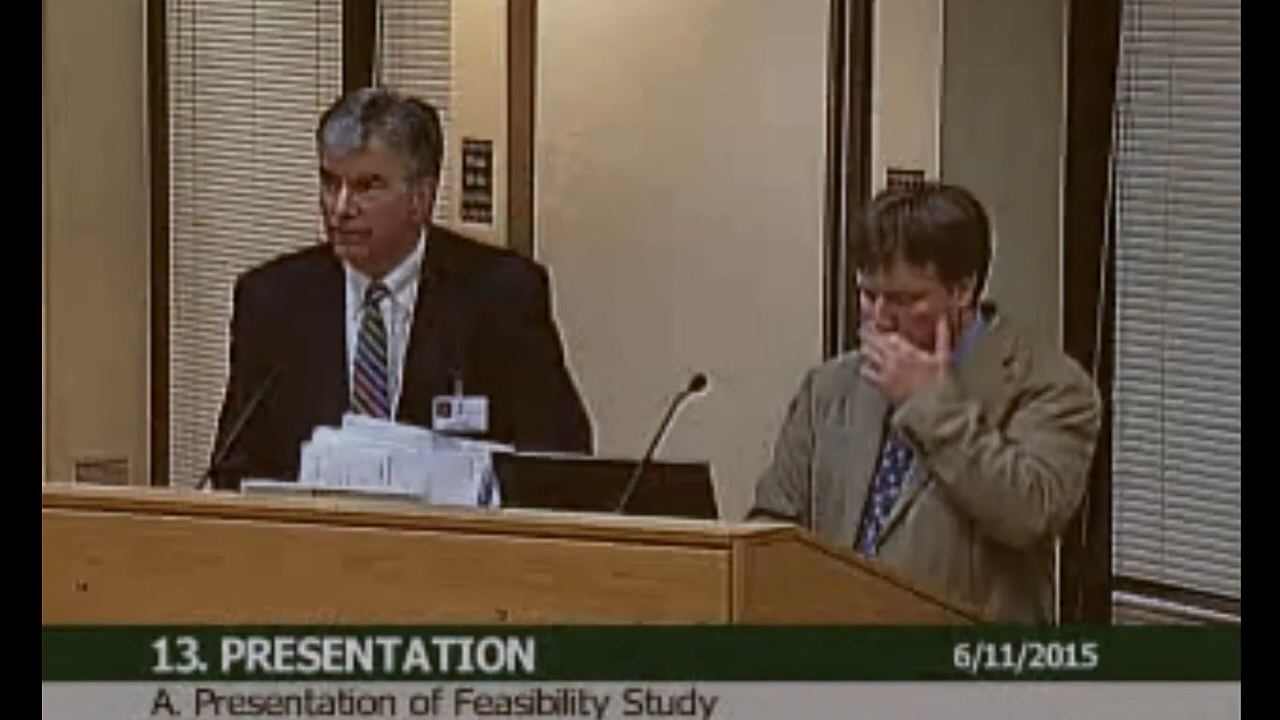 13. PRESENTATION
6/11/2015
A. Presentation of Feasibility Study